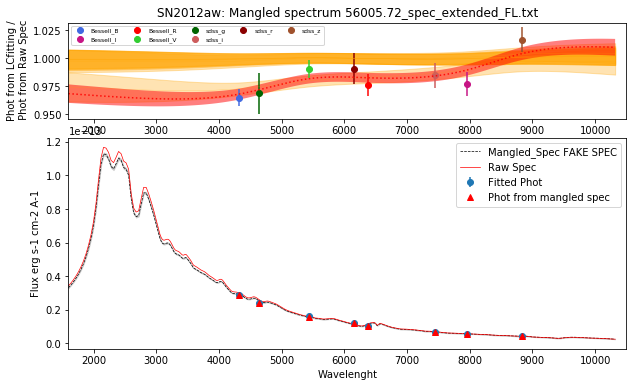 SN2012aw: Mangled spectrum 56005.72_spec_extended_FL.txt
Phot from LCfitting /
Phot from Raw Spec
1.025
1.000
0.975
0.950
Bessell_B
Bessell_R
sdss_g
sdss_r
sdss_z
Bessell_I
Bessell_V
sdss_i
2000 3000 4000 5000 6000 7000 8000 9000 10000
1e−13
Flux erg s-1 cm-2 A-1
1.2
1.0
0.8
0.6
0.4
0.2
0.0
Mangled_Spec FAKE SPEC
Raw Spec
Fitted Phot
Phot from mangled spec
2000 3000 4000 5000 6000 7000 8000 9000 10000
Wavelenght